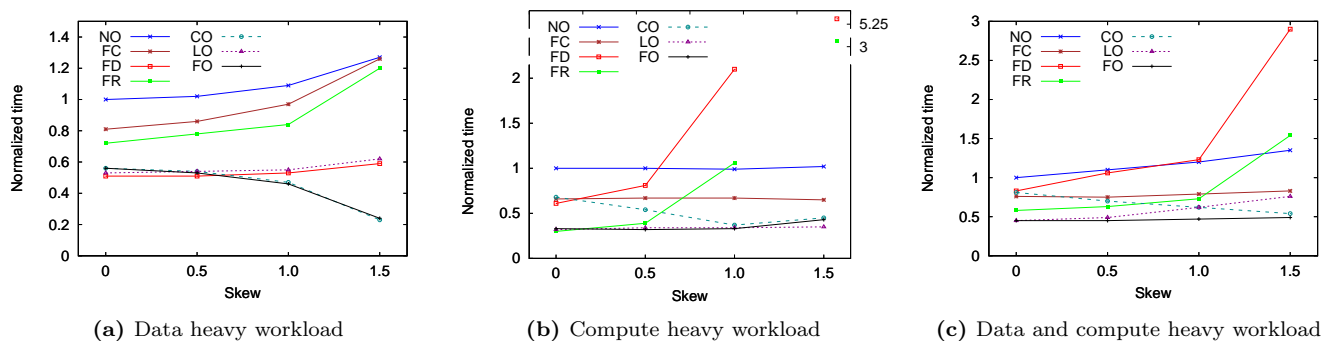 NO CO
FC LO
FD FO
FR
Normalized time
1.4
1.2
1
0.8
0.6
0.4
0.2
0
0 0.5 1.0 1.5
Skew
(a) Data heavy workload
NO CO
FC LO
FD FO
FR
5.25
3
Normalized time
2
1.5
1
0.5
0
0 0.5 1.0 1.5
Skew
(b) Compute heavy workload
NO CO
FC LO
FD FO
FR
Normalized time
3
2.5
2
1.5
1
0.5
0
0 0.5 1.0 1.5
Skew
(c) Data and compute heavy workload